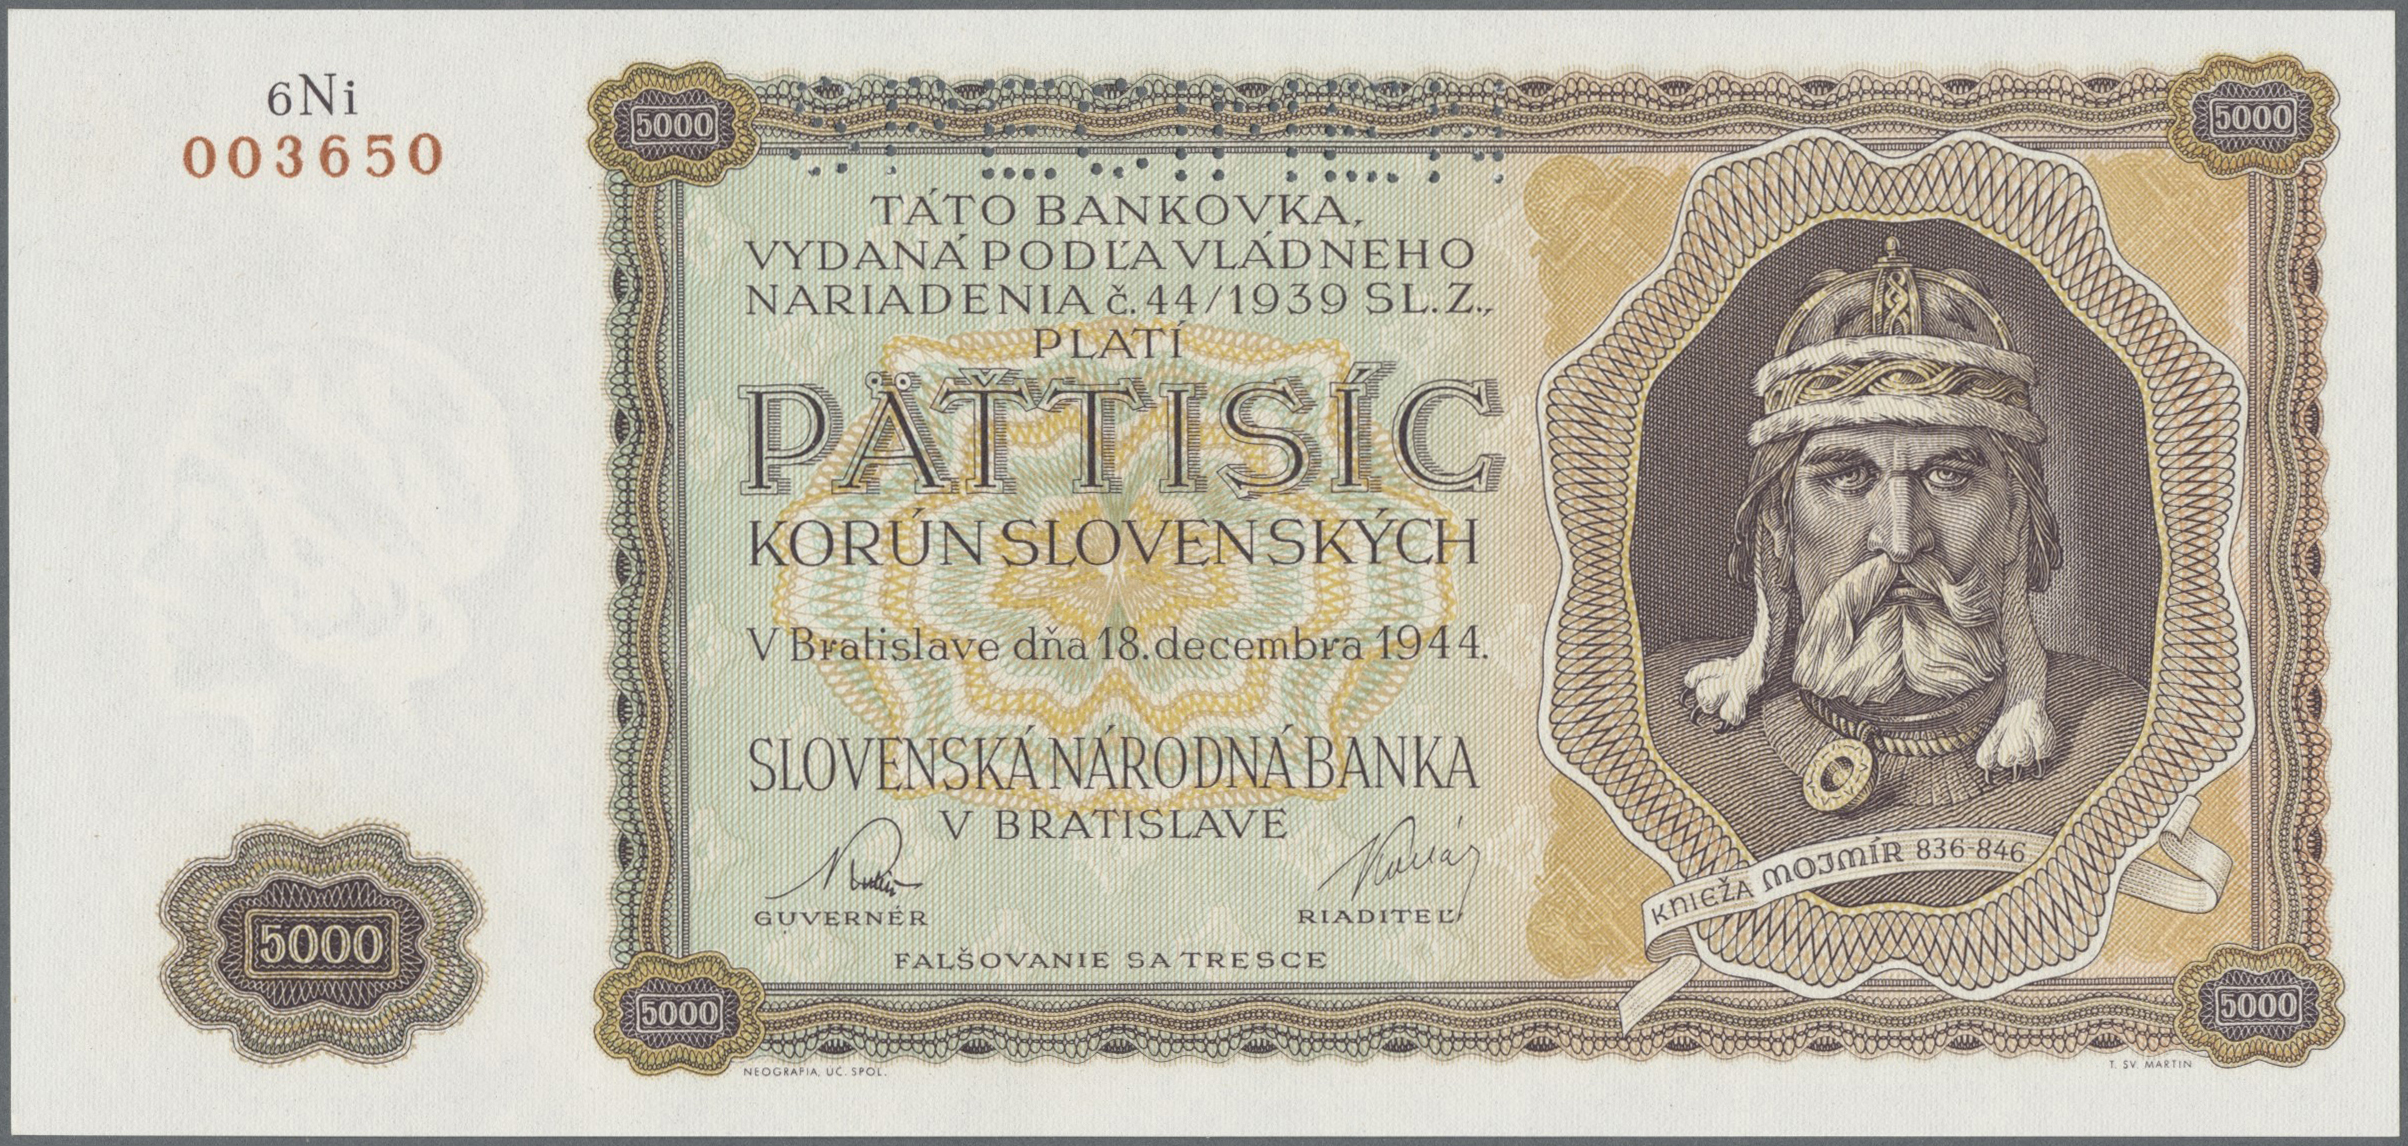 6Ni
003650
5000
5000
TÁTO BANKOVKA,
VYDANÁ PODĽA VLÁDNEHO
NARIADENIA č. 44/1939 SL. Z.,
PLATÍ
PÄŤTISÍC
KORÚN SLOVENSKÝCH
V Bratislave dňa 18. decembra 1944.
SLOVENSKÁ NÁRODNÁ BANKA
V BRATISLAVE
GUVERNÉR
RIADITEĽ
FALŠOVANIE SA TRESCE
KNIEŽA MOJMÍR 836-846
5000
5000
5000
NEOGRAFIA, UČ. SPOL.
T. SV. MARTIN